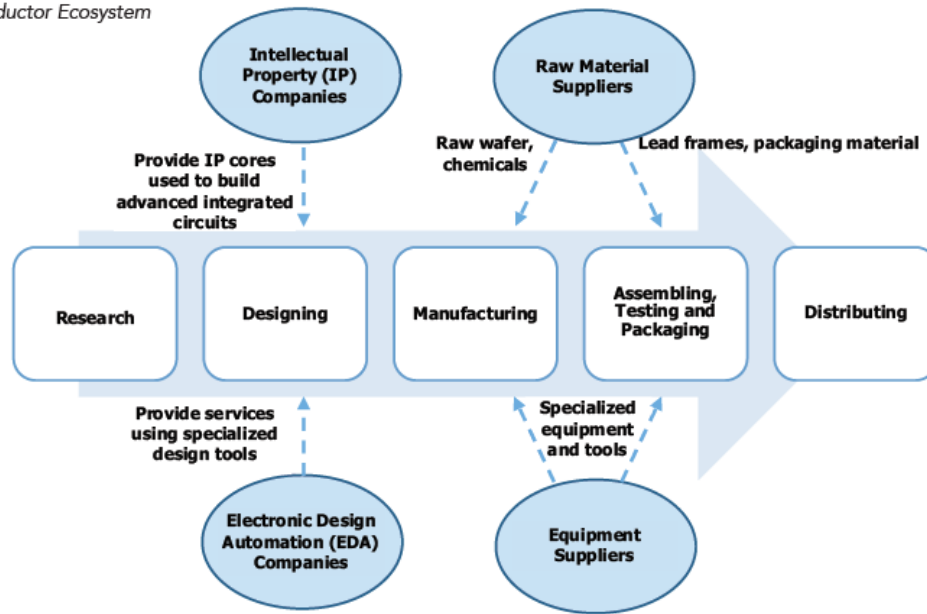 Ecosystem
Intellectual
Property (IP)
Companies
Raw Material
Suppliers
Provide IP cores
used to build
advanced integrated
circuits
Raw wafer,
chemicals
Lead frames, packaging material
Research
Designing
Manufacturing
Assembling,
Testing and
Packaging
Distributing
Provide services
using specialized
design tools
Specialized
equipment
and tools
Electronic Design
Automation (EDA)
Companies
Equipment
Suppliers